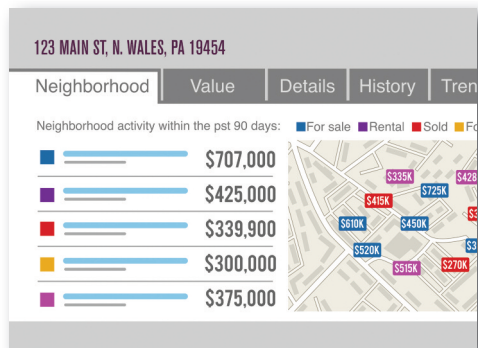 123 MAIN ST, N. WALES, PA 19454
Neighborhood Value Details History
Neighborhood activity within the pst 90 days: For sale Rental Sold
$707,000
$425,000
$339,900
$300,000
$375,000
$335K
$725K
$415K
$610K
$450K
$520K
$515K
$270K